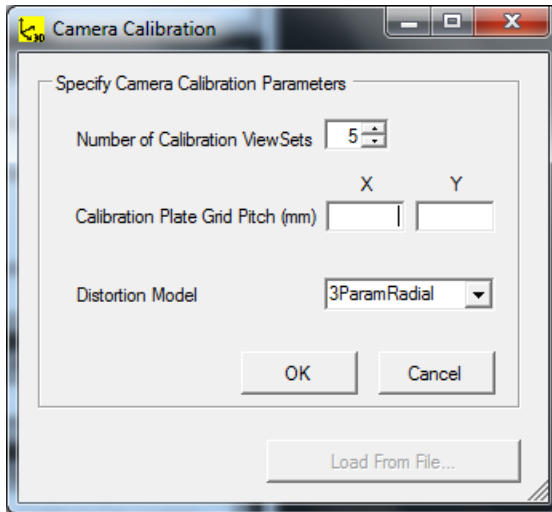 Camera Calibration
Specify Camera Calibration Parameters
Number of Calibration ViewSets 5
X Y
Calibration Plate Grid Pitch (mm)
Distortion Model 3ParamRadial
OK Cancel
Load From File...